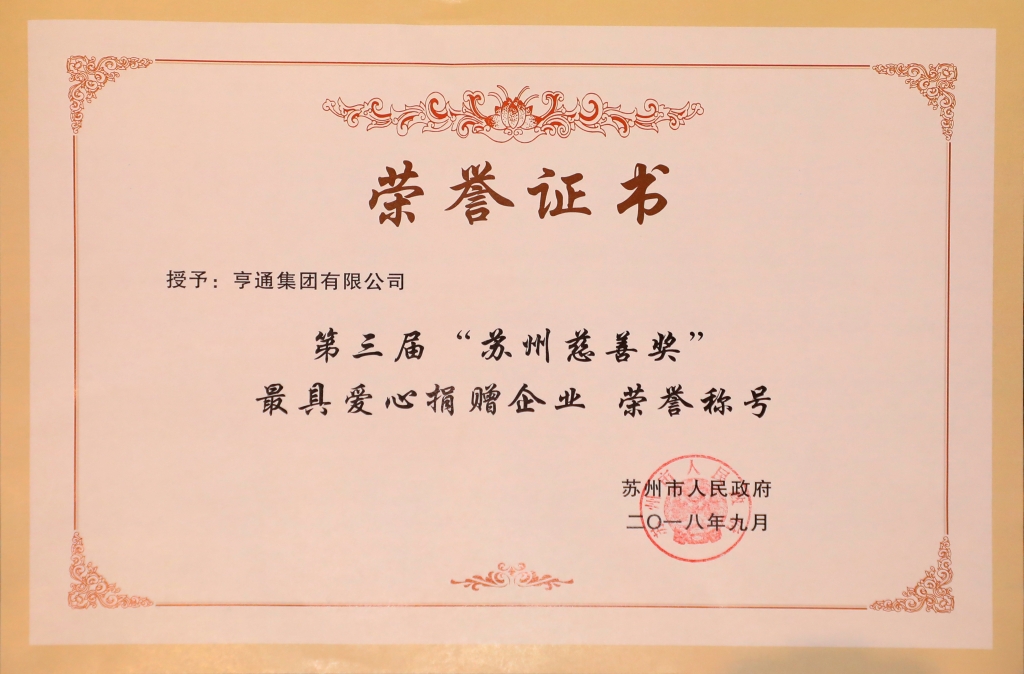 荣誉证书
授予：亨通集团有限公司
第三届“苏州慈善奖”
最具爱心捐赠企业 荣誉称号
苏州市人民政府
二〇一八年九月